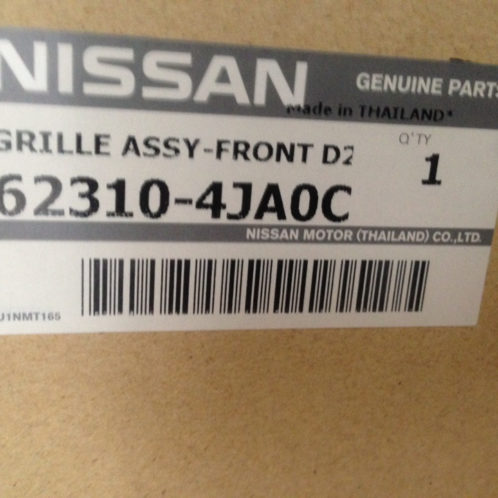 NISSAN
GENUINE PARTS
Made in THAILAND*
GRILLE ASSY-FRONT D2
Q'TY
1
62310-4JA0C
NISSAN MOTOR (THAILAND) CO.,LTD.
U1NMT165